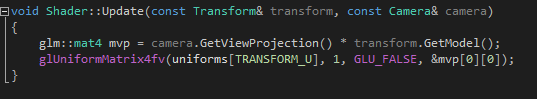 void Shader::Update(const Transform& transform, const Camera& camera)
{
glm::mat4 mvp = camera.GetViewProjection() * transform.GetModel();
glUniformMatrix4fv(uniforms[TRANSFORM_U], 1, GLU_FALSE, &mvp[0][0]);
}